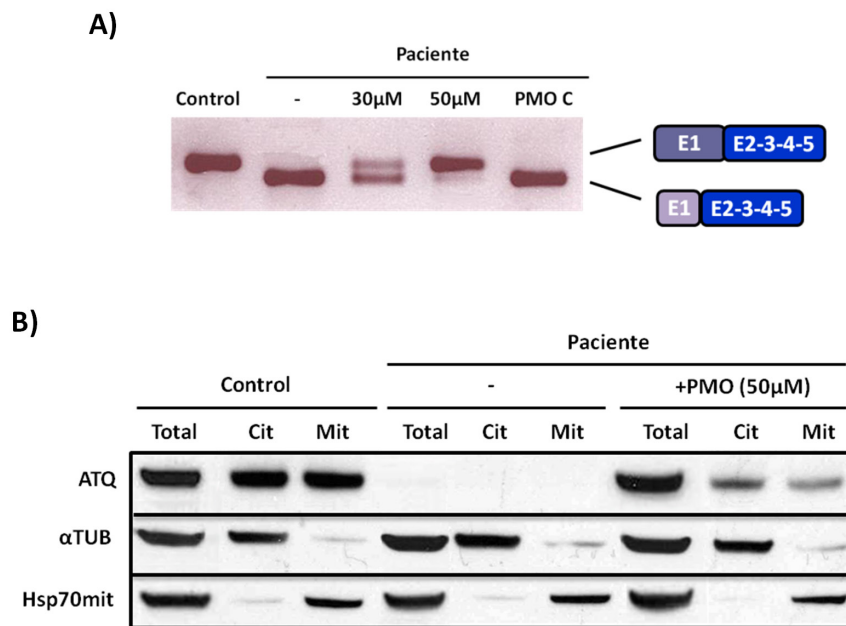 A)
Paciente
Control - 30µM 50µM PMO C
E1 E2-3-4-5
E1 E2-3-4-5
B)
Paciente
Control - +PMO (50µM)
Total Cit Mit Total Cit Mit Total Cit Mit
ATQ
αTUB
Hsp70mit